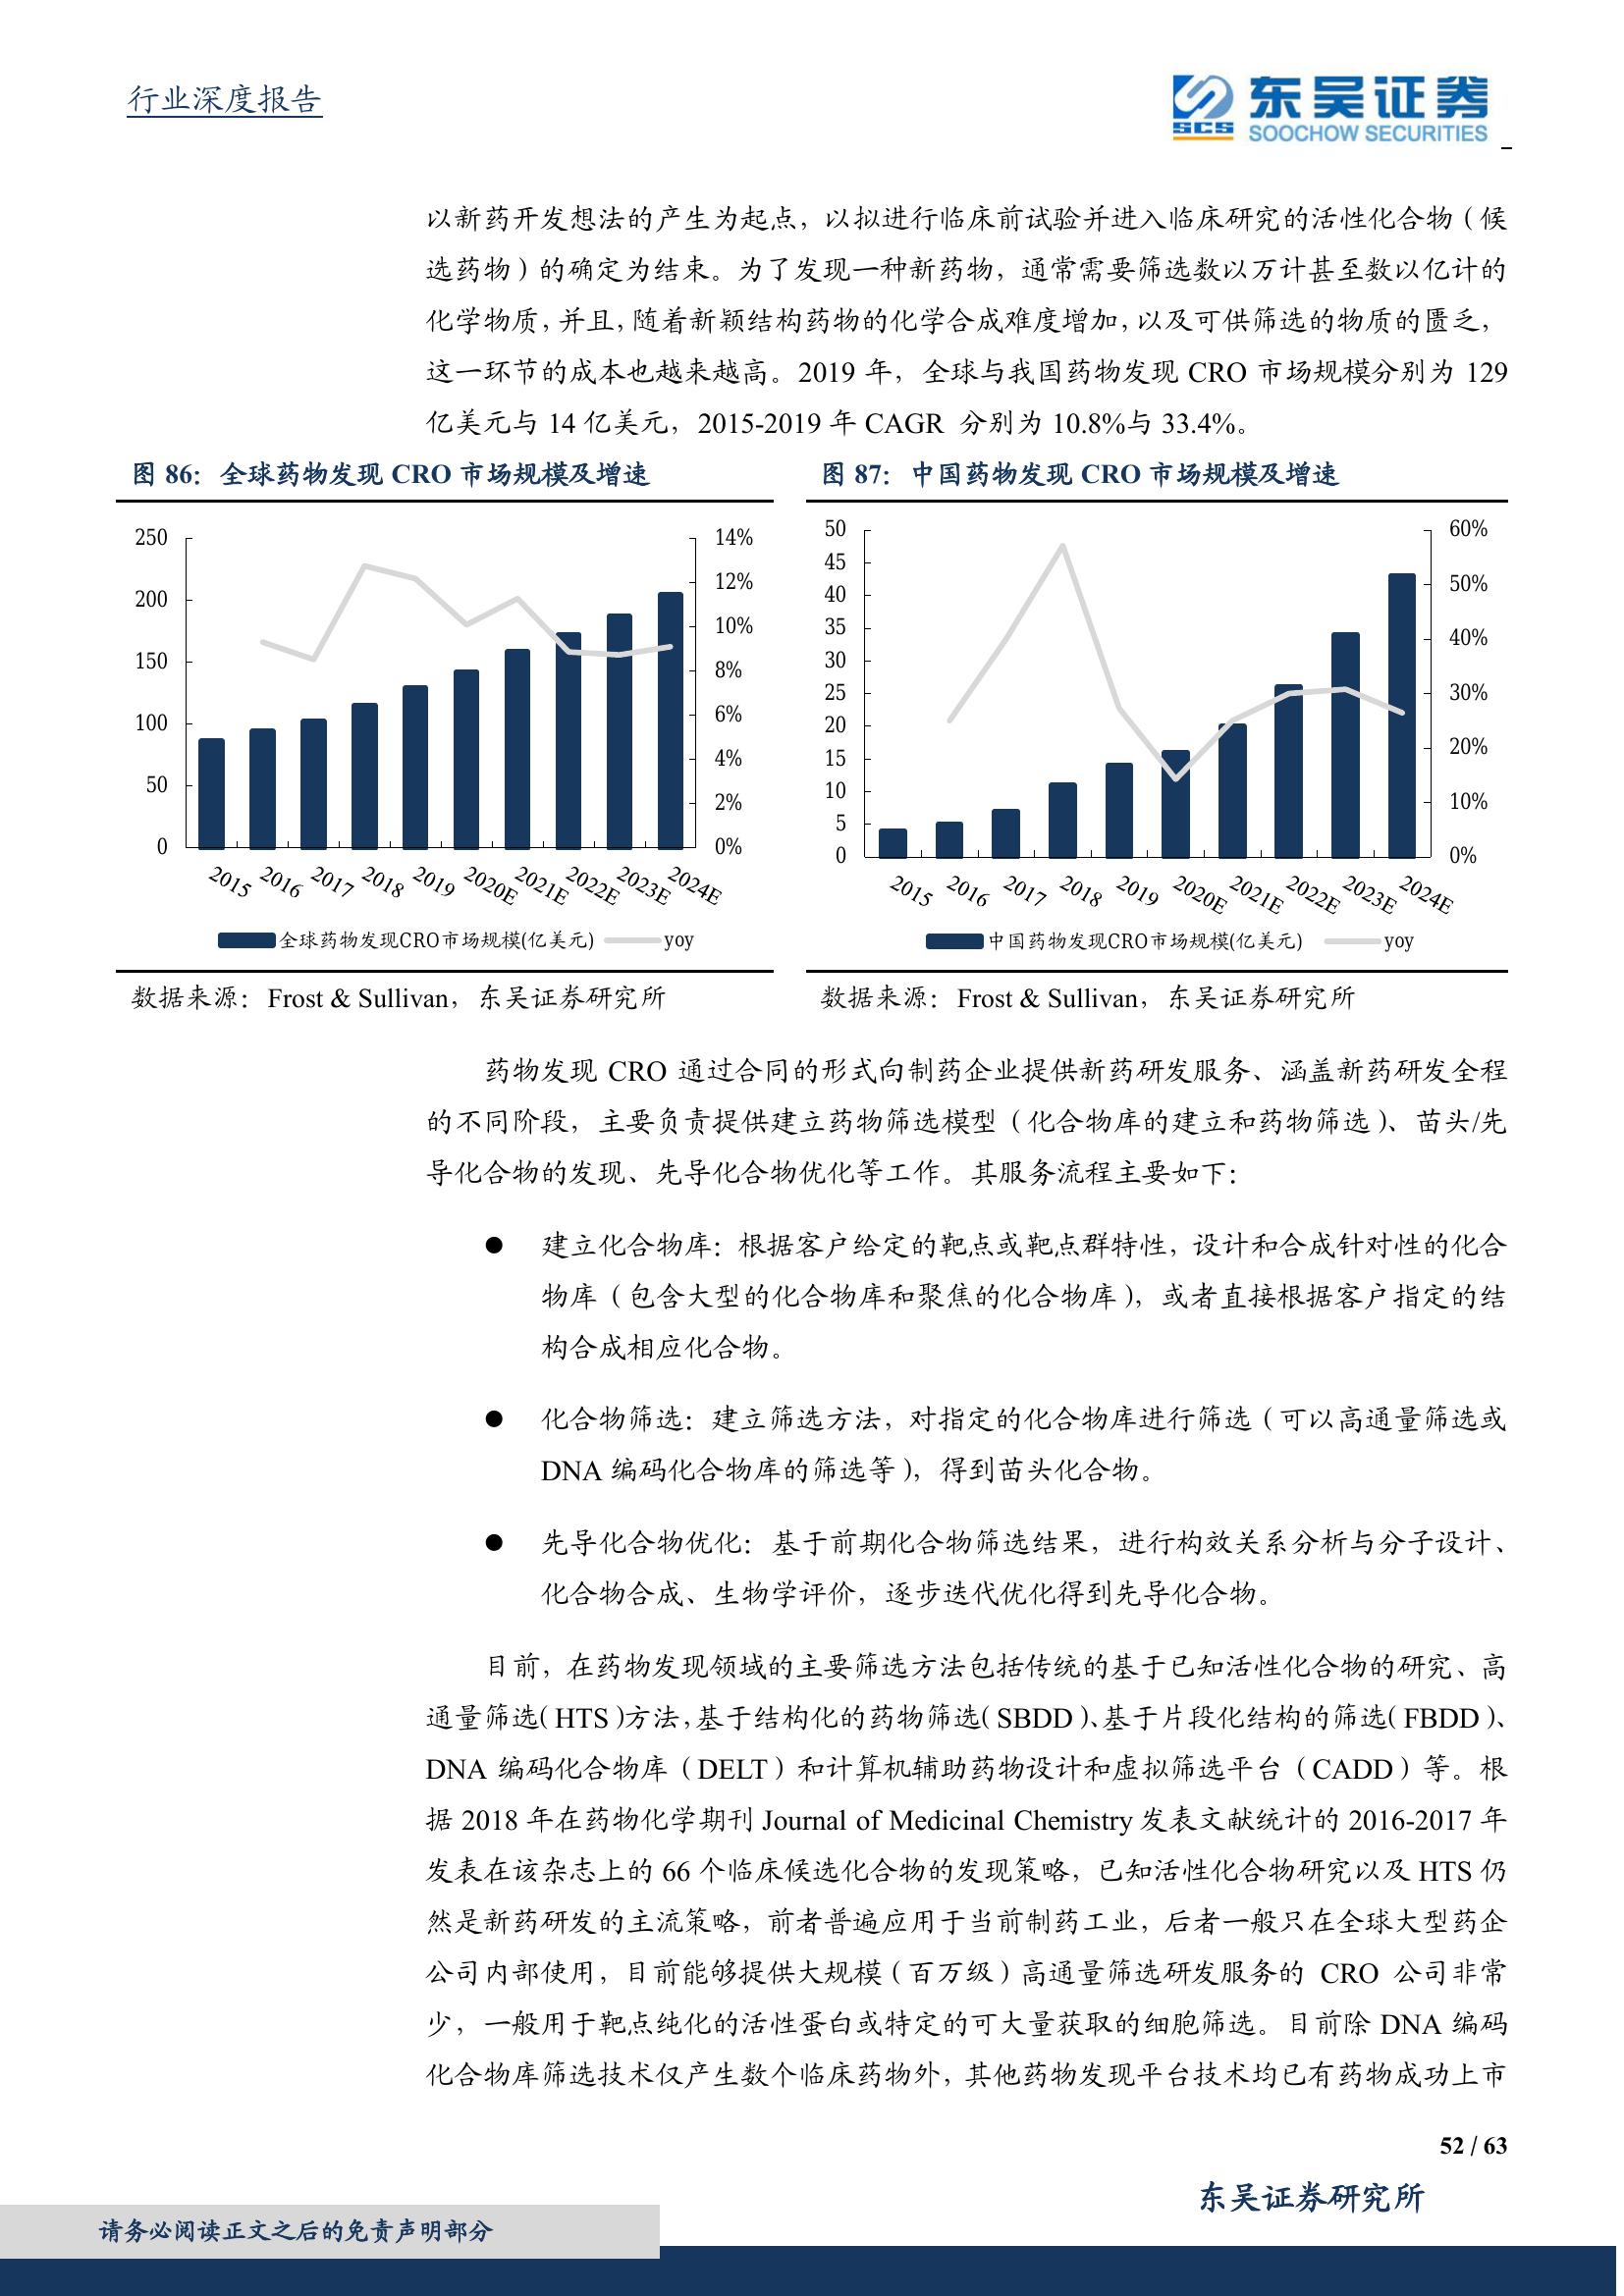 行业深度报告
SCS 东吴证券
SOOCHOW SECURITIES
以新药开发想法的产生为起点，以拟进行临床前试验并进入临床研究的活性化合物（候
选药物）的确定为结束。为了发现一种新药物，通常需要筛选数以万计甚至数以亿计的
化学物质，并且，随着新颖结构药物的化学合成难度增加，以及可供筛选的物质的匮乏，
这一环节的成本也越来越高。2019 年，全球与我国药物发现 CRO 市场规模分别为 129
亿美元与 14 亿美元，2015-2019 年 CAGR 分别为 10.8%与 33.4%。
图 86：全球药物发现 CRO 市场规模及增速
250
200
150
100
50
0
14%
12%
10%
8%
6%
4%
2%
0%
2015 2016 2017 2018 2019 2020E 2021E 2022E 2023E 2024E
全球药物发现CRO市场规模(亿美元) yoy
数据来源：Frost & Sullivan，东吴证券研究所
图 87：中国药物发现 CRO 市场规模及增速
50
45
40
35
30
25
20
15
10
5
0
60%
50%
40%
30%
20%
10%
0%
2015 2016 2017 2018 2019 2020E 2021E 2022E 2023E 2024E
中国药物发现CRO市场规模(亿美元) yoy
数据来源：Frost & Sullivan，东吴证券研究所
药物发现 CRO 通过合同的形式向制药企业提供新药研发服务、涵盖新药研发全程
的不同阶段，主要负责提供建立药物筛选模型（化合物库的建立和药物筛选）、苗头/先
导化合物的发现、先导化合物优化等工作。其服务流程主要如下：
● 建立化合物库：根据客户给定的靶点或靶点群特性，设计和合成针对性的化合
物库（包含大型的化合物库和聚焦的化合物库），或者直接根据客户指定的结
构合成相应化合物。
● 化合物筛选：建立筛选方法，对指定的化合物库进行筛选（可以高通量筛选或
DNA 编码化合物库的筛选等），得到苗头化合物。
● 先导化合物优化：基于前期化合物筛选结果，进行构效关系分析与分子设计、
化合物合成、生物学评价，逐步迭代优化得到先导化合物。
目前，在药物发现领域的主要筛选方法包括传统的基于已知活性化合物的研究、高
通量筛选（HTS）方法，基于结构化的药物筛选（SBDD）、基于片段化结构的筛选（FBDD）、
DNA 编码化合物库（DELT）和计算机辅助药物设计和虚拟筛选平台（CADD）等。根
据 2018 年在药物化学期刊 Journal of Medicinal Chemistry 发表文献统计的 2016-2017 年
发表在该杂志上的 66 个临床候选化合物的发现策略，已知活性化合物研究以及 HTS 仍
然是新药研发的主流策略，前者普遍应用于当前制药工业，后者一般只在全球大型药企
公司内部使用，目前能够提供大规模（百万级）高通量筛选研发服务的 CRO 公司非常
少，一般用于靶点纯化的活性蛋白或特定的可大量获取的细胞筛选。目前除 DNA 编码
化合物库筛选技术仅产生数个临床药物外，其他药物发现平台技术均已有药物成功上市
52 / 63
东吴证券研究所
请务必阅读正文之后的免责声明部分